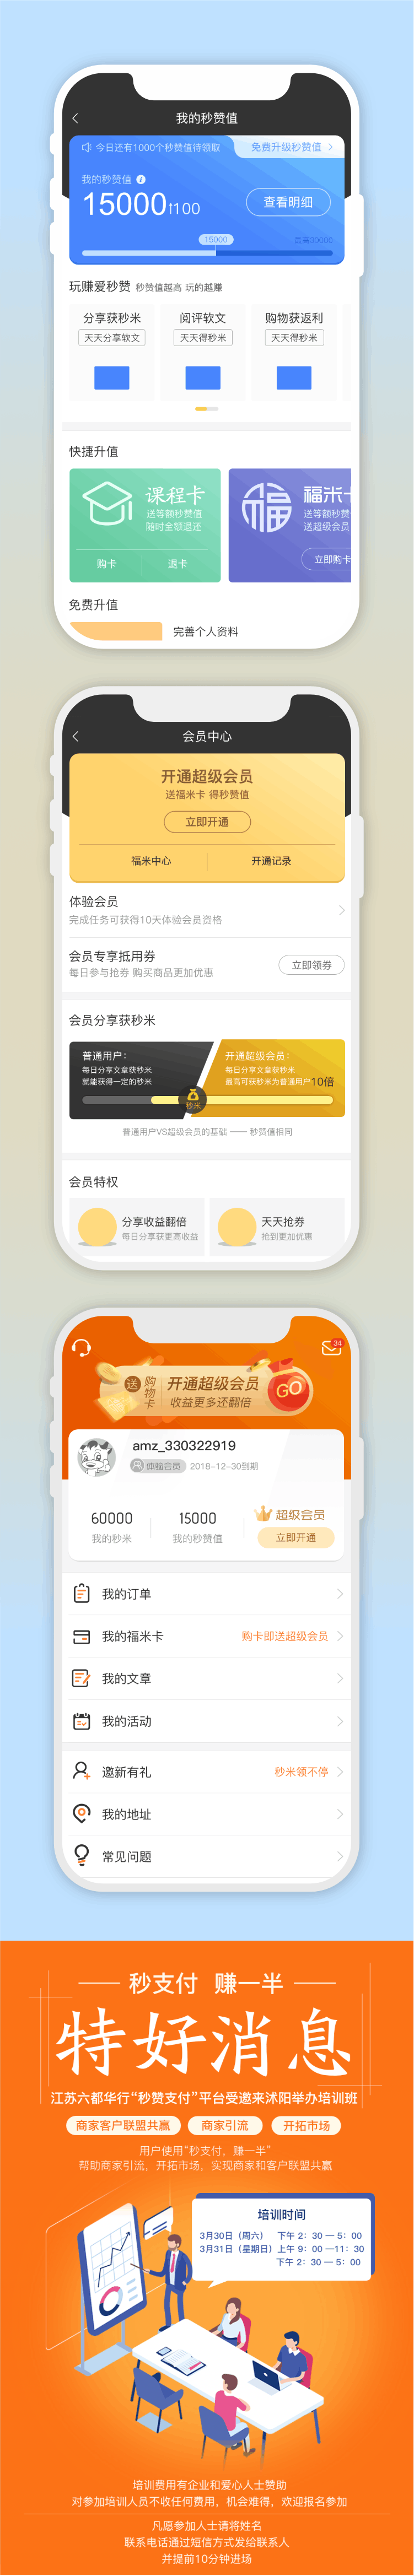 我的秒赞值
今日还有1000个秒赞值待领取
免费升级秒赞值
我的秒赞值
15000↑100
查看明细
15000
最高30000
玩赚爱秒赞 秒赞值越高 玩的越赚
分享获秒米 阅评软文 购物获返利
天天分享软文 天天得秒米 天天得秒米
快捷升值
课程卡
送等额秒赞值
随时全额退还
购卡 退卡
福米卡
送等额秒赞
送超级会员
立即购卡
免费升值
完善个人资料
会员中心
开通超级会员
送福米卡 得秒赞值
立即开通
福米中心 开通记录
体验会员
完成任务可获得10天体验会员资格
会员专享抵用券
每日参与抢券 购买商品更加优惠
立即领券
会员分享获秒米
普通用户：
每日分享文章获秒米
就能获得一定的秒米
开通超级会员：
每日分享文章获秒米
最高可获秒米为普通用户10倍
秒米
普通用户VS超级会员的基础 —— 秒赞值相同
会员特权
分享收益翻倍
每日分享获更高收益
天天抢券
抢到更加优惠
34
送
购物卡
开通超级会员
收益更多还翻倍
GO
amz_330322919
体验会员 2018-12-30到期
60000
我的秒米
15000
我的秒赞值
超级会员
立即开通
我的订单
我的福米卡 购卡即送超级会员
我的文章
我的活动
邀新有礼 秒米领不停
我的地址
常见问题
秒支付 赚一半
特好消息
江苏六都华行“秒赞支付”平台受邀来沭阳举办培训班
商家客户联盟共赢 商家引流 开拓市场
用户使用“秒支付，赚一半”
帮助商家引流，开拓市场，实现商家和客户联盟共赢
培训时间
3月30日（周六） 下午 2：30 — 5：00
3月31日（星期日）上午 9：00 —11：30
下午 2：30 — 5：00
培训费用有企业和爱心人士赞助
对参加培训人员不收任何费用，机会难得，欢迎报名参加
凡愿参加人士请将姓名
联系电话通过短信方式发给联系人
并提前10分钟进场